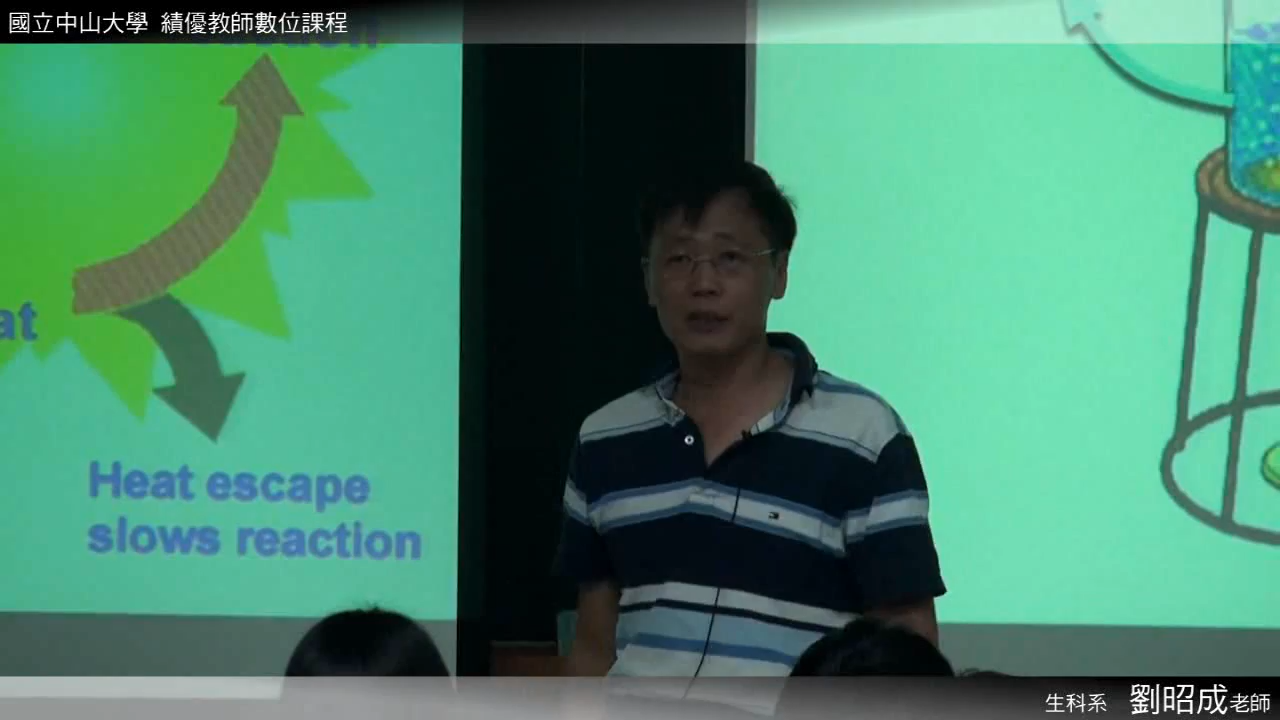 國立中山大學 績優教師數位課程
at
Heat escape
slows reaction
生科系 劉昭成老師